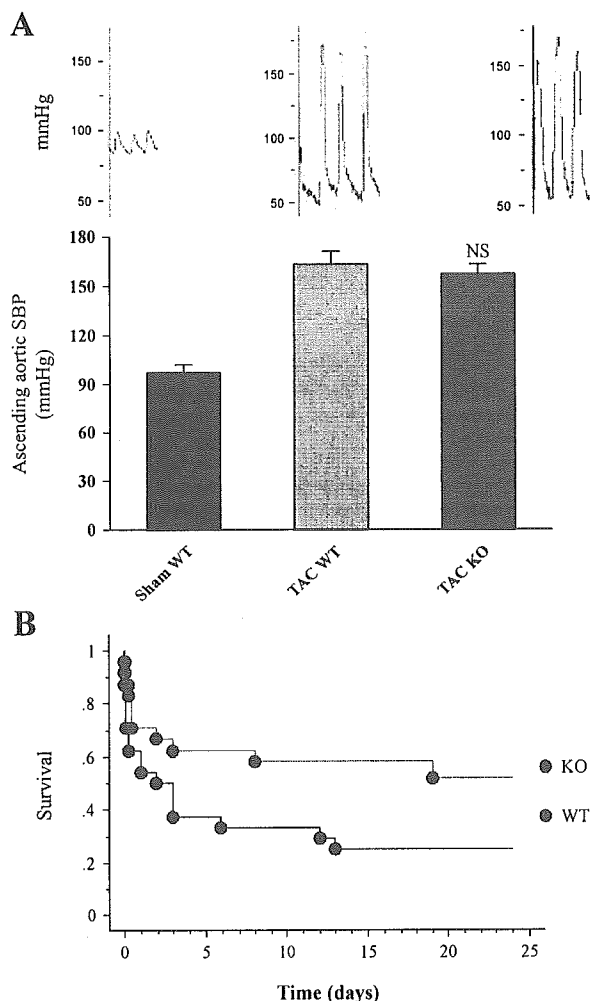 A
mmHg
150
100
50
150
100
50
150
100
50
Ascending aortic SBP
(mmHg)
180
160
120
90
60
30
0
NS
Sham WT
TAC WT
TAC KO
B
Survival
1
.8
.6
.4
.2
0
KO
WT
0
5
10
15
20
25
Time (days)